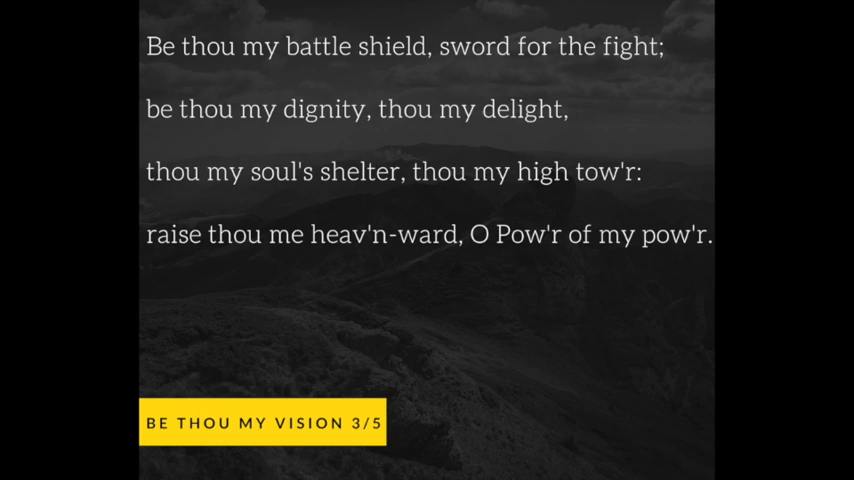 Be thou my battle shield, sword for the fight;
be thou my dignity, thou my delight,
thou my soul's shelter, thou my high tow'r:
raise thou me heav'n-ward, O Pow'r of my pow'r.
BE THOU MY VISION 3/5